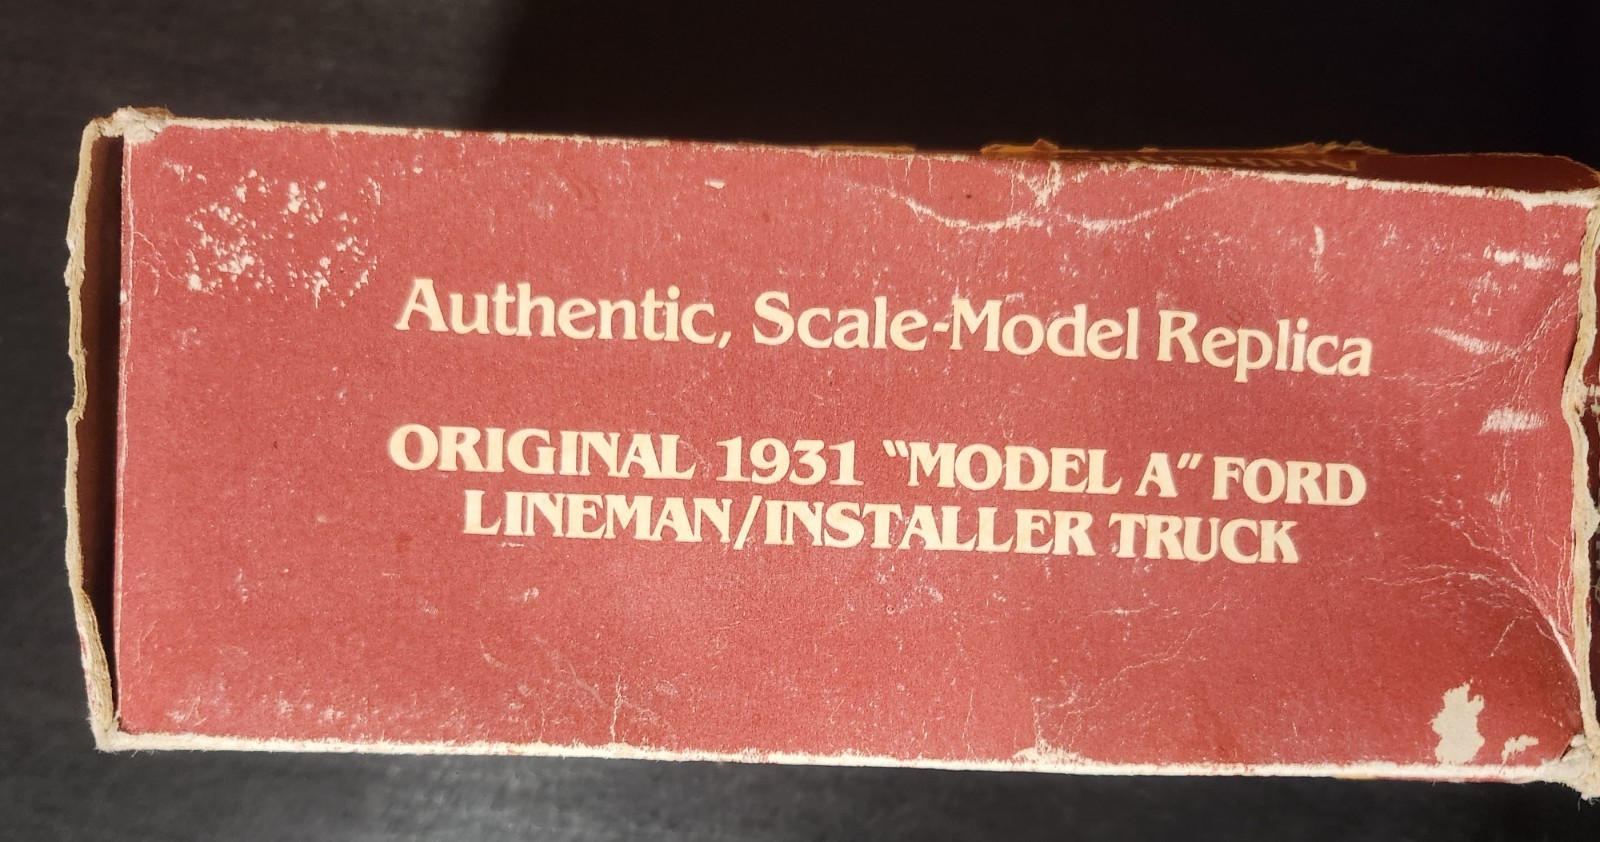 Authentic, Scale-Model Replica
ORIGINAL 1931 “MODEL A” FORD
LINEMAN/INSTALLER TRUCK